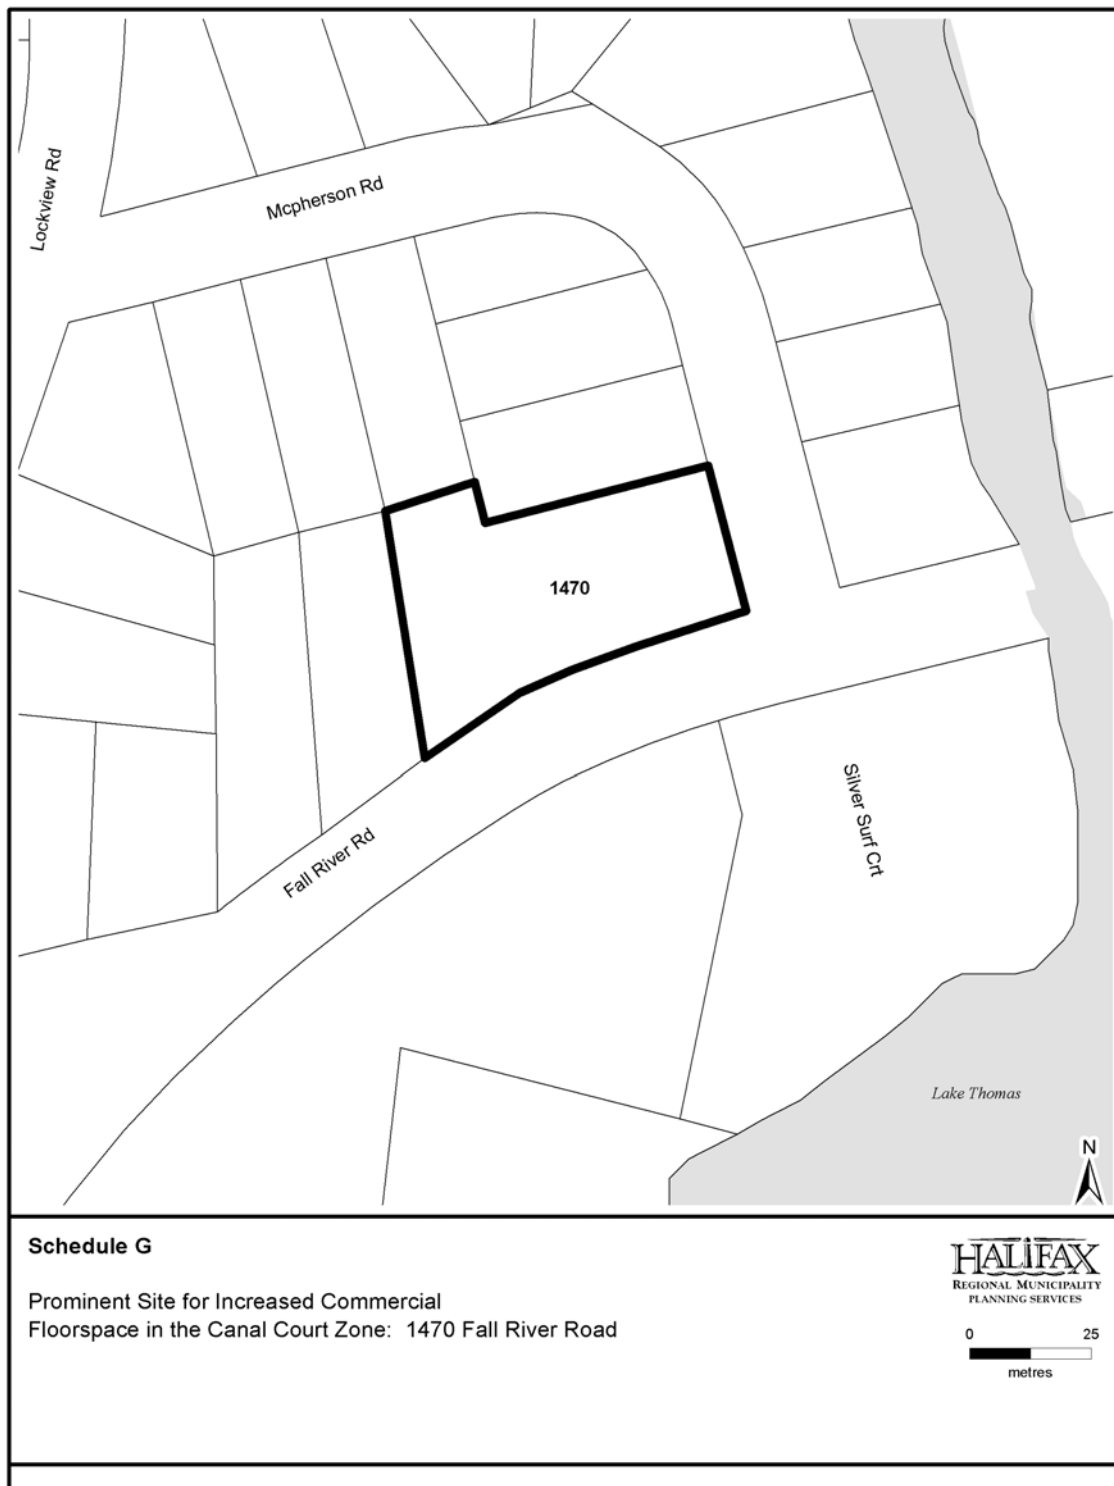 Lockview Rd
Mcpherson Rd
1470
Fall River Rd
Silver Surf Crt
Lake Thomas
N
Schedule G
Prominent Site for Increased Commercial
Floorspace in the Canal Court Zone: 1470 Fall River Road
HALIFAX
REGIONAL MUNICIPALITY
PLANNING SERVICES
0 25
metres